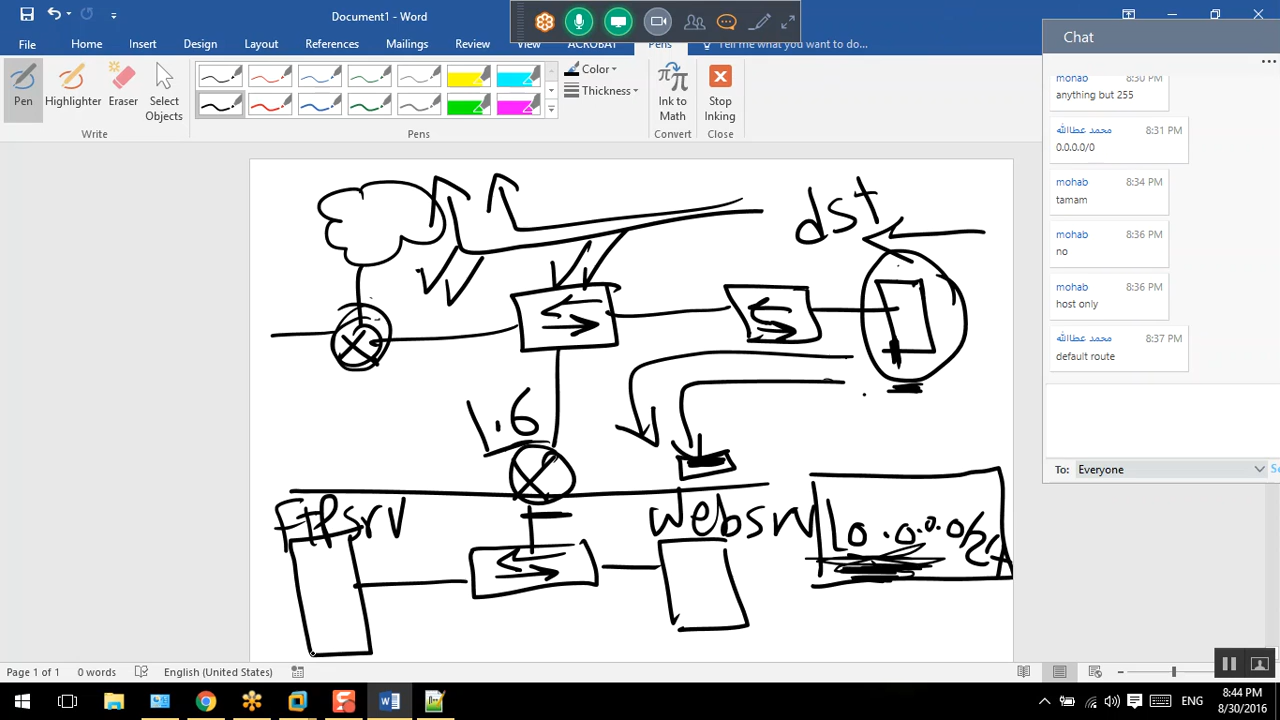 Document1 - Word
File
Home
Insert
Design
Layout
References
Mailings
Review
View
ACROBAT
Pens
Tell me what you want to do...
Pen
Highlighter
Eraser
Select
Objects
Write
Color
Thickness
Pens
Ink to
Math
Convert
Stop
Inking
Close
Chat
mohab 8:30 PM
anything but 255
محمد عطاالله 8:31 PM
0.0.0.0/0
mohab 8:34 PM
tamam
mohab 8:36 PM
no
mohab 8:36 PM
host only
محمد عطاالله 8:37 PM
default route
To: Everyone
dst
1.6
FTPsrv
Websrv
10.0.0.0/24
Page 1 of 1
0 words
English (United States)
ENG
8:44 PM
8/30/2016